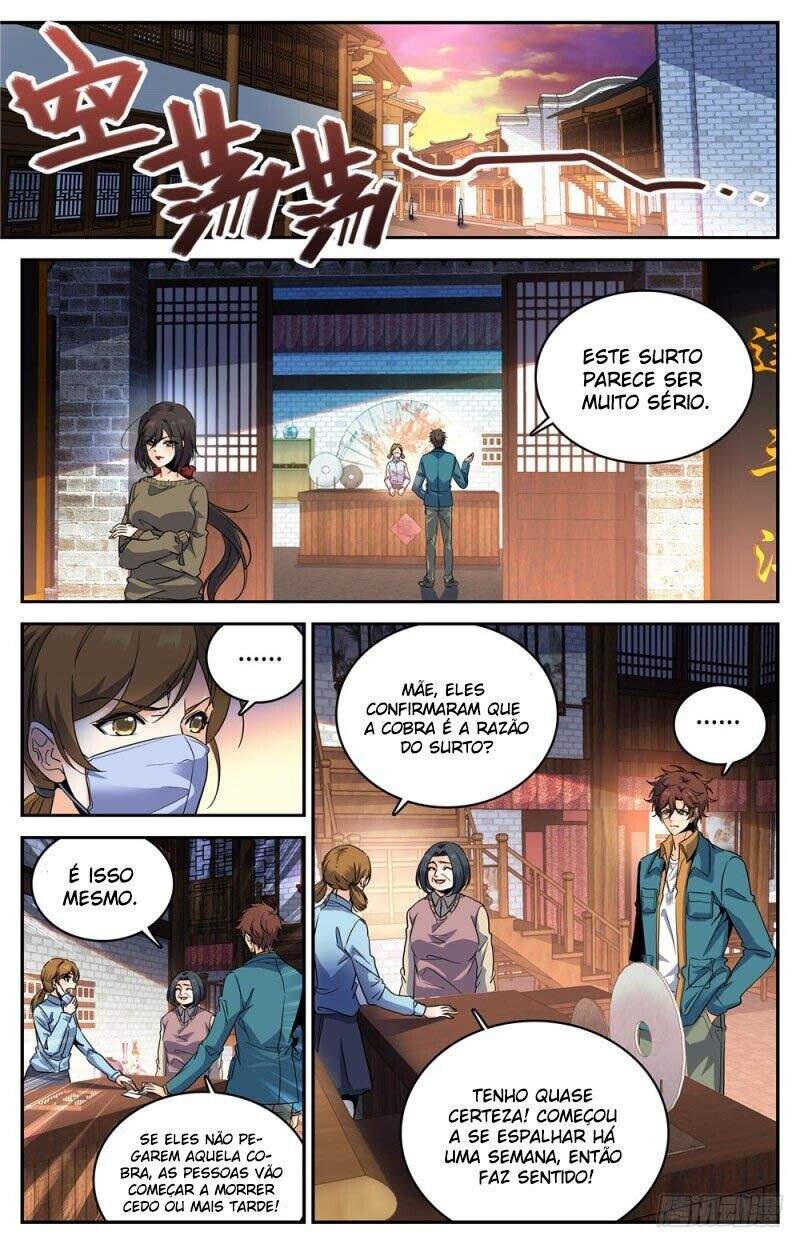 空荡荡
ESTE SURTO
PARECE SER
MUITO SÉRIO.
......
MÃE, ELES
CONFIRMARAM QUE
A COBRA É A RAZÃO
DO SURTO?
......
É ISSO
MESMO.
SE ELES NÃO PE-
GAREM AQUELA CO-
BRA, AS PESSOAS VÃO
COMEÇAR A MORRER
CEDO OU MAIS TARDE!
TENHO QUASE
CERTEZA! COMEÇOU
A SE ESPALHAR HÁ
UMA SEMANA, ENTÃO
FAZ SENTIDO!